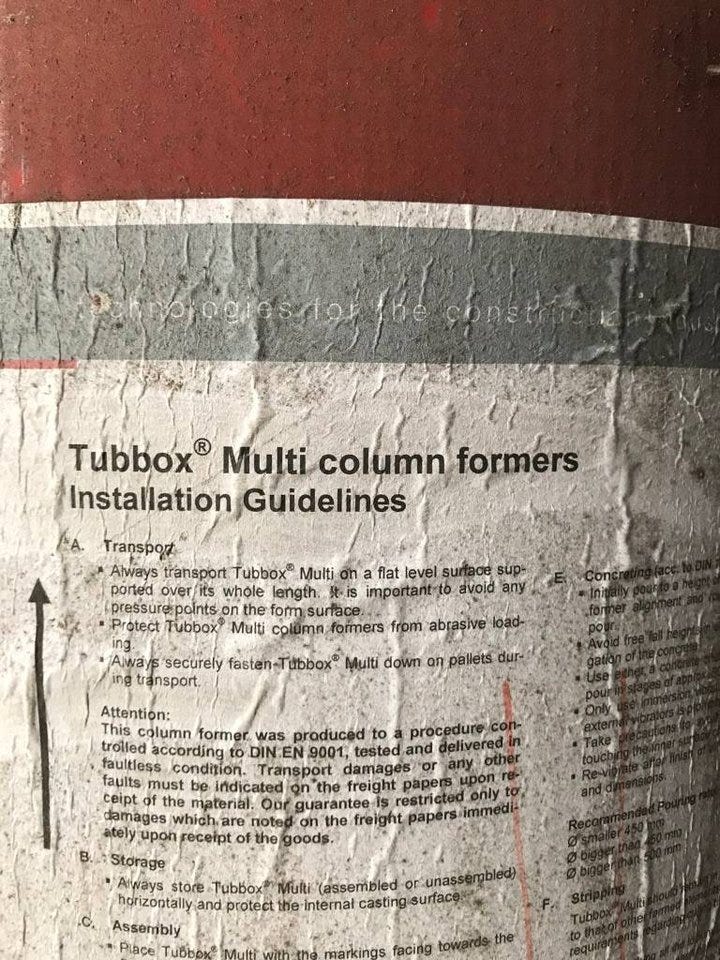 technologies for the construction
Tubbox® Multi column formers
Installation Guidelines
A. Transport
▪ Always transport Tubbox® Multi on a flat level surface sup-
ported over its whole length. It is important to avoid any
pressure points on the form surface.
▪ Protect Tubbox® Multi column formers from abrasive load-
ing.
▪ Always securely fasten Tubbox® Multi down on pallets dur-
ing transport.
Attention:
This column former was produced to a procedure con-
trolled according to DIN EN 9001, tested and delivered in
faultless condition. Transport damages or any other
faults must be indicated on the freight papers upon re-
ceipt of the material. Our guarantee is restricted only to
damages which are noted on the freight papers immedi-
ately upon receipt of the goods.
B. Storage
▪ Always store Tubbox® Multi (assembled or unassembled)
horizontally and protect the internal casting surface.
C. Assembly
▪ Place Tubbox® Multi with the markings facing towards the
E. Concreting (acc. to DIN
▪ Initially pour to a height
former alignment and
pour.
▪ Avoid free fall height
gation of the concrete.
▪ Use either a concrete
pour in stages of approx.
▪ Only use immersion
external vibrators is
▪ Take precautions to
touching the inner surface
▪ Re-vibrate after finish of
and dimensions.
Recommended Pouring
Ø smaller 450 mm
Ø bigger than 450 mm
Ø bigger than 600 mm
F. Stripping
Tubbox® Multi should
to that of other formed
requirements regarding